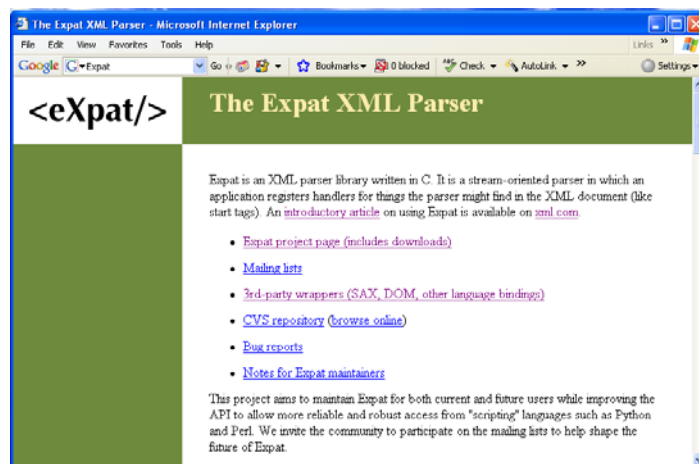 The Expat XML Parser - Microsoft Internet Explorer
File Edit View Favorites Tools Help Links »
Google G Expat Go Bookmarks 0 blocked Check AutoLink » Settings
<eXpat/>
The Expat XML Parser
Expat is an XML parser library written in C. It is a stream-oriented parser in which an
application registers handlers for things the parser might find in the XML document (like
start tags). An introductory article on using Expat is available on xml.com.
• Expat project page (includes downloads)
• Mailing lists
• 3rd-party wrappers (SAX, DOM, other language bindings)
• CVS repository (browse online)
• Bug reports
• Notes for Expat maintainers
This project aims to maintain Expat for both current and future users while improving the
API to allow more reliable and robust access from "scripting" languages such as Python
and Perl. We invite the community to participate on the mailing lists to help shape the
future of Expat.